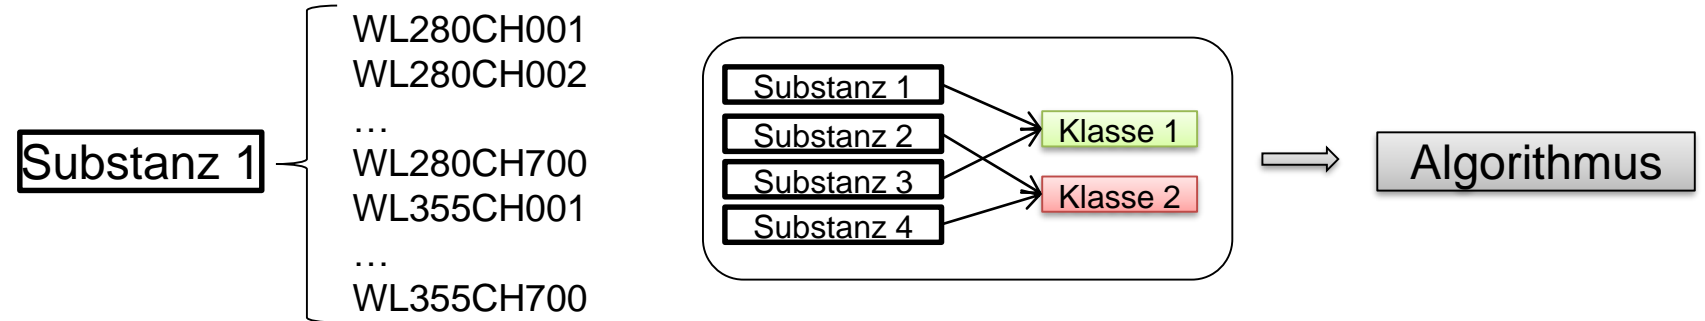 Substanz 1
WL280CH001
WL280CH002
…
WL280CH700
WL355CH001
…
WL355CH700
Substanz 1
Substanz 2
Substanz 3
Substanz 4
Klasse 1
Klasse 2
Algorithmus